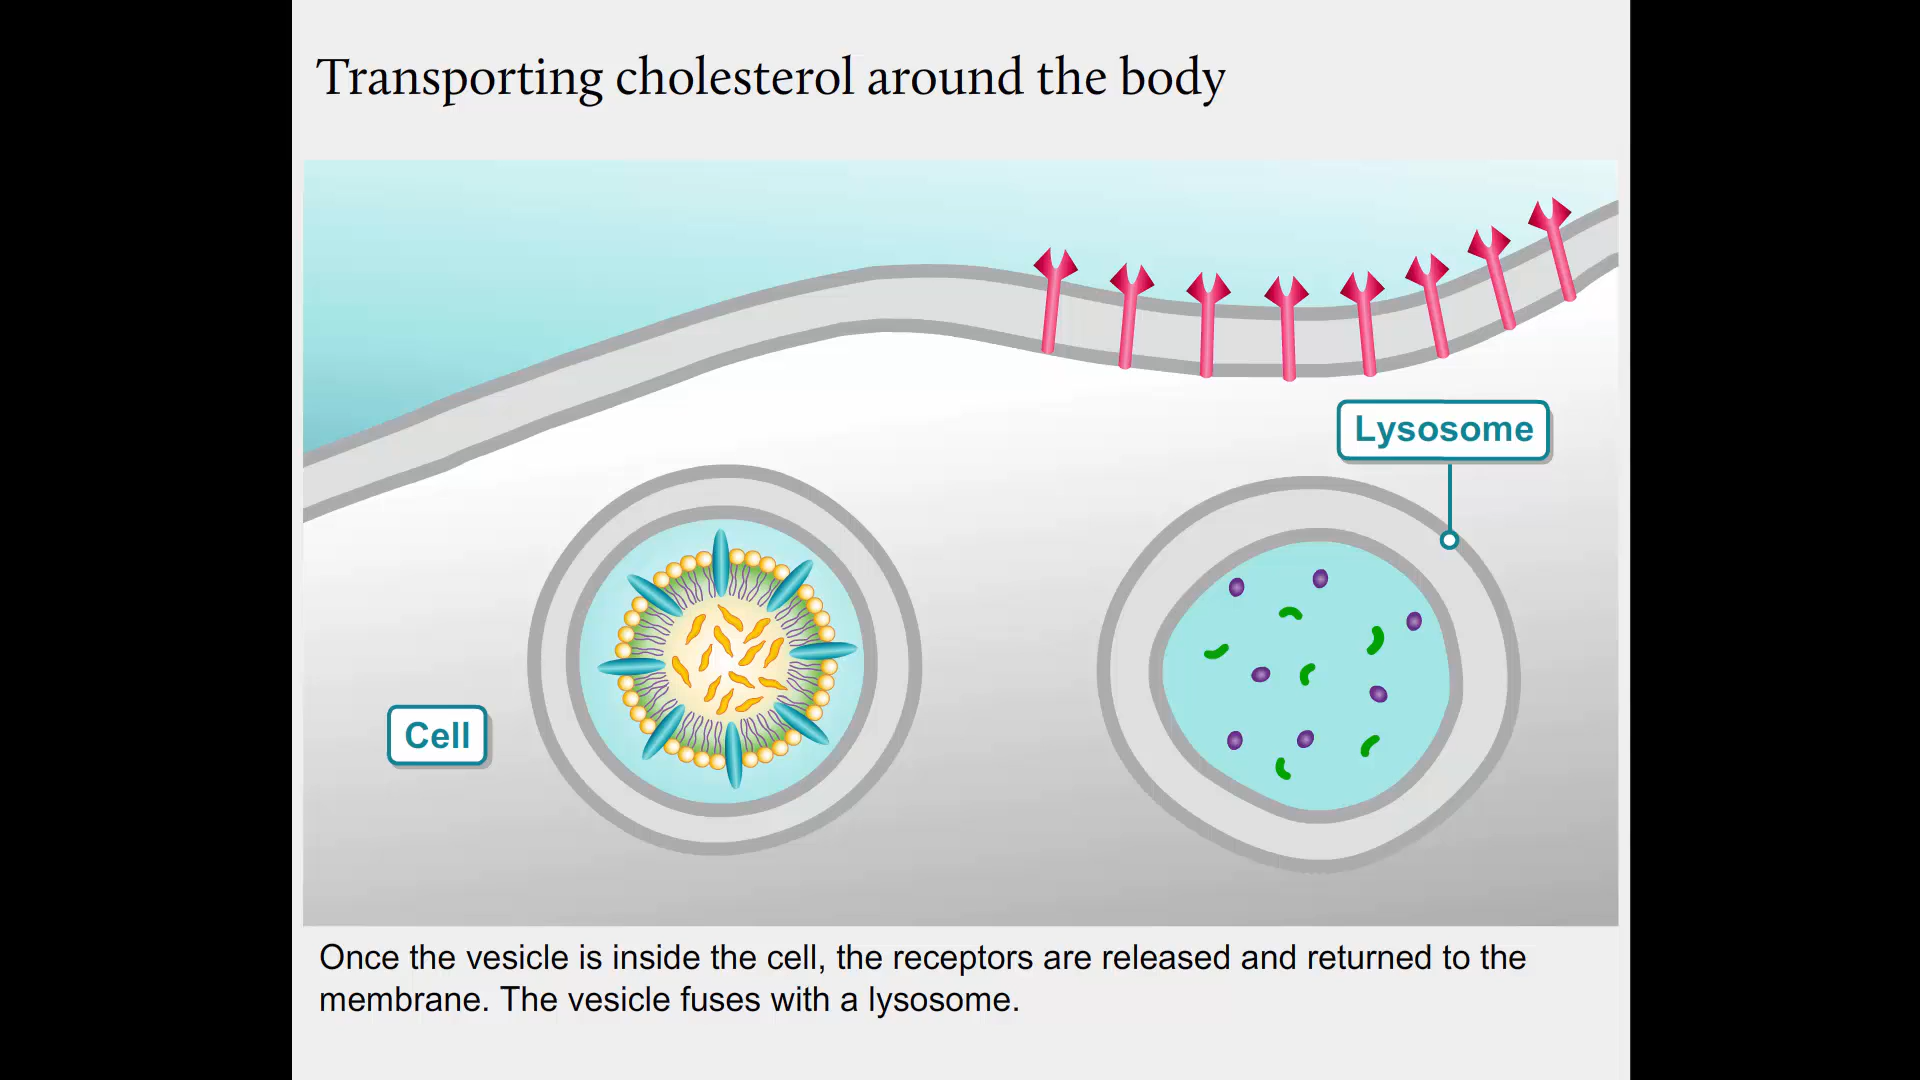 Transporting cholesterol around the body
Lysosome
Cell
Once the vesicle is inside the cell, the receptors are released and returned to the
membrane. The vesicle fuses with a lysosome.